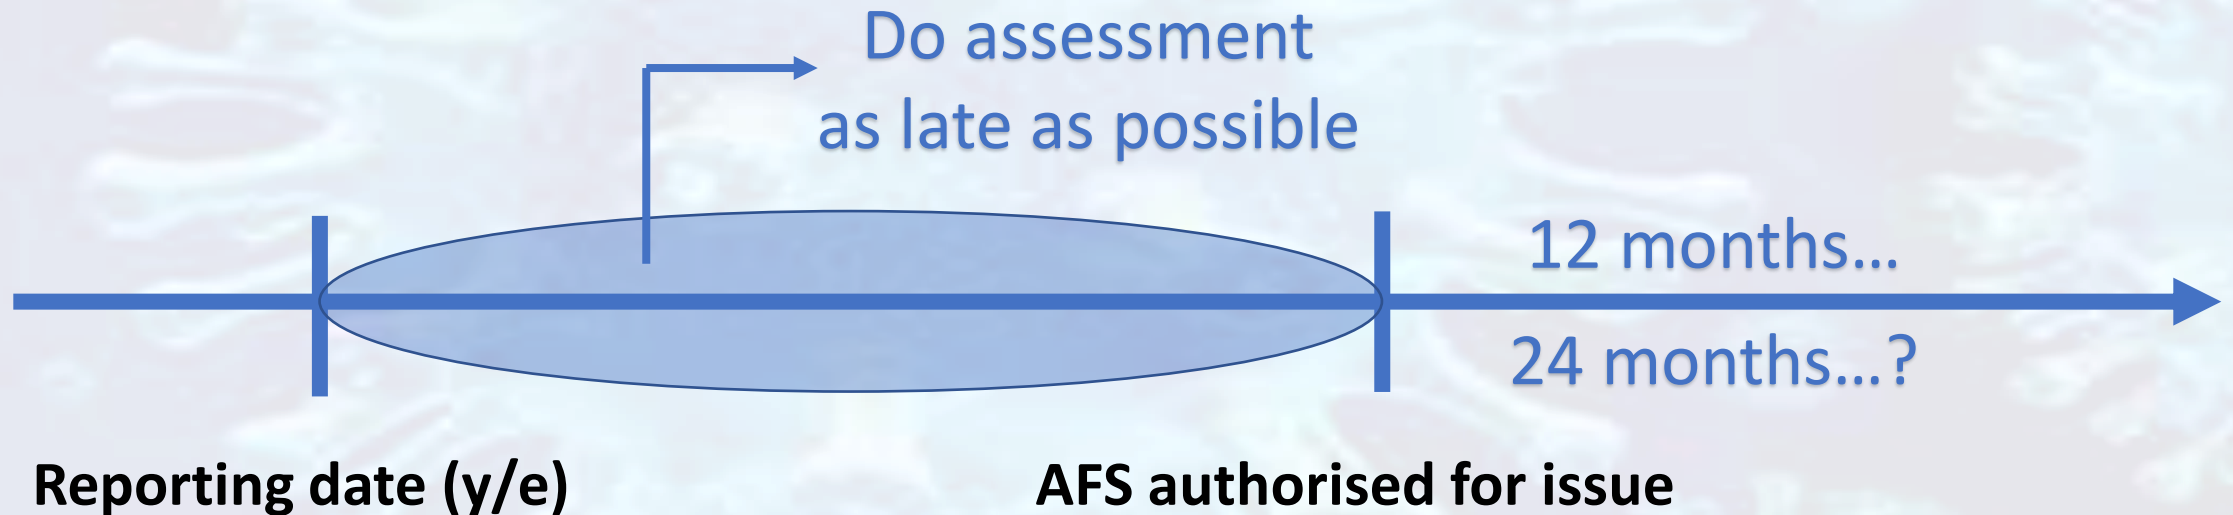 Do assessment
as late as possible
12 months...
24 months...?
Reporting date (y/e)
AFS authorised for issue